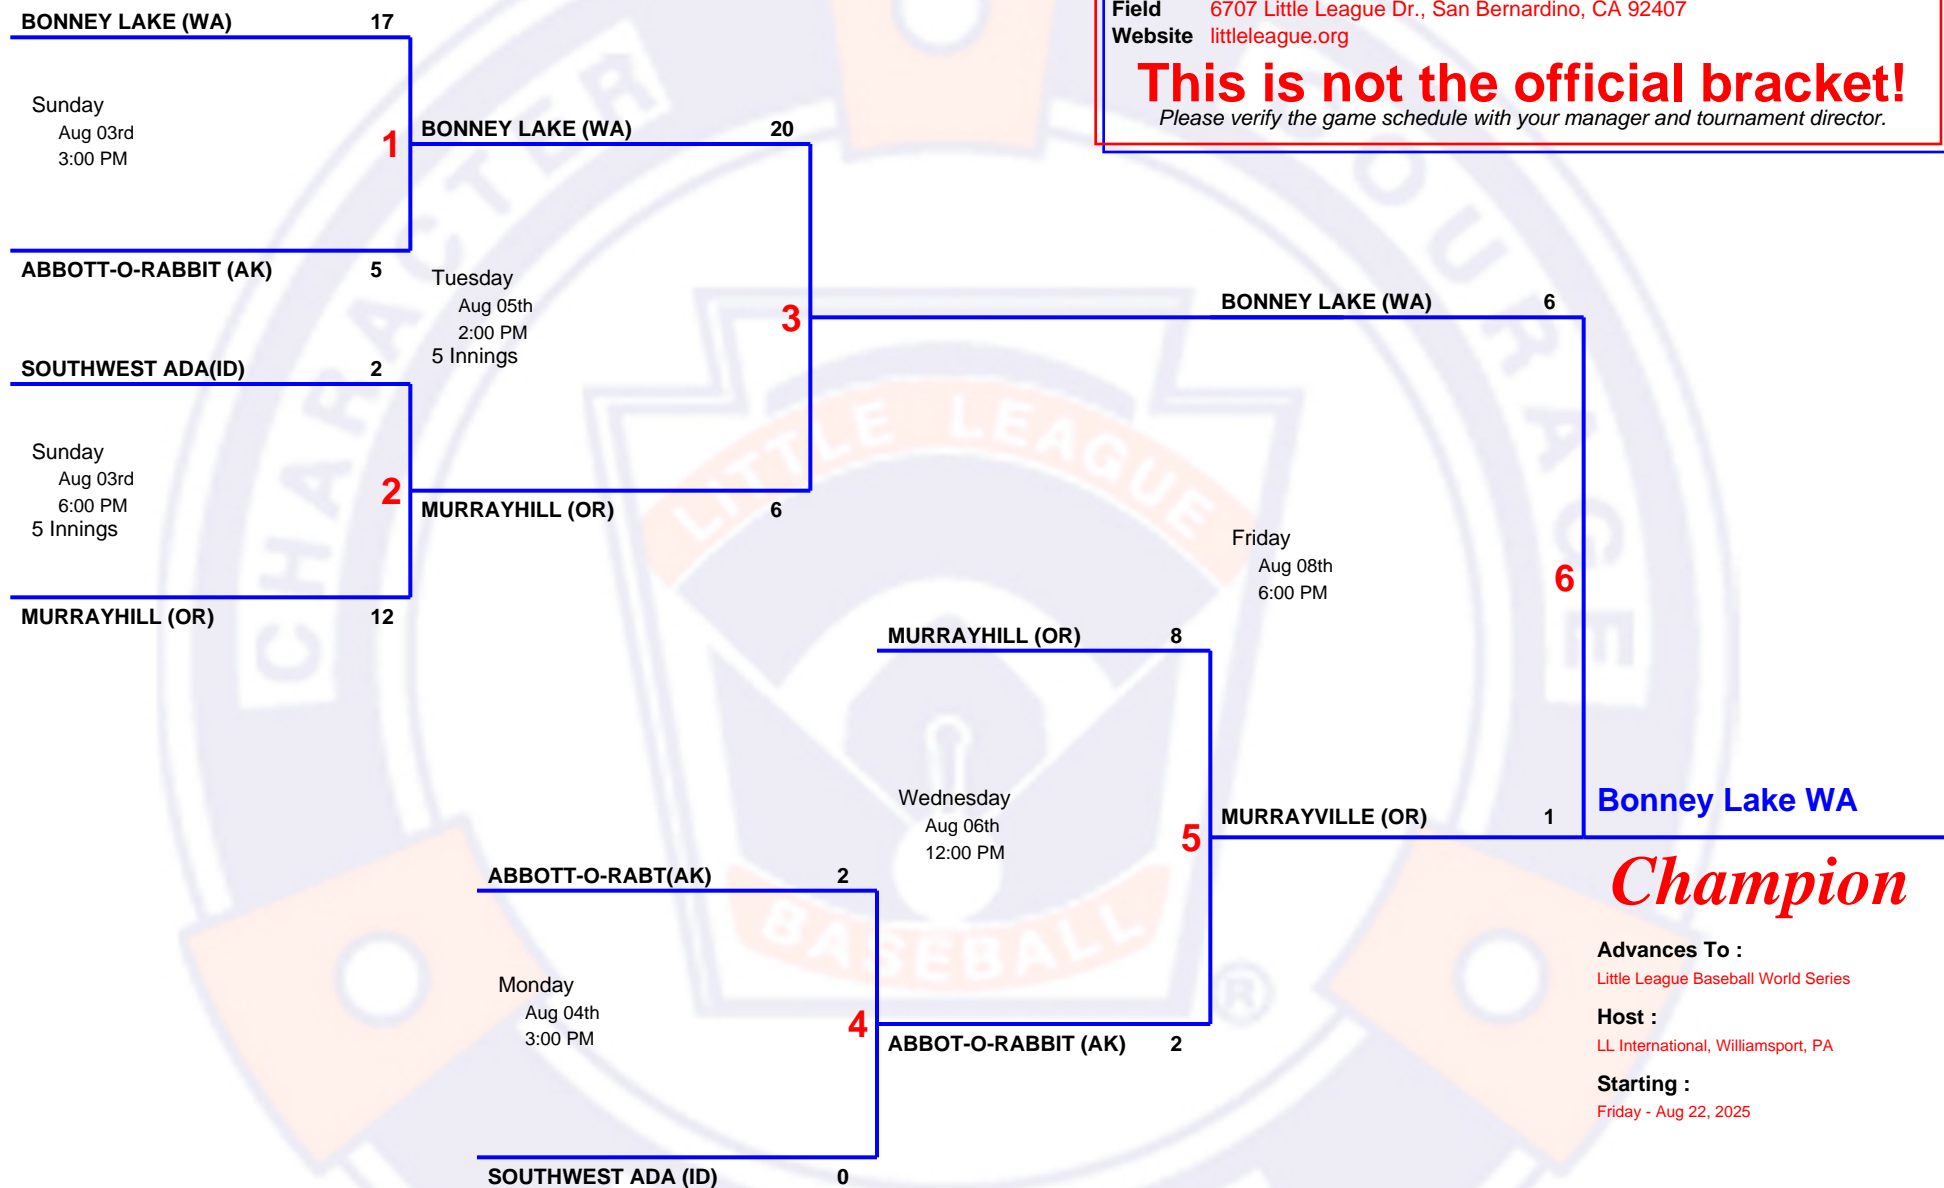 BONNEY LAKE (WA) 17
Field 6707 Little League Dr., San Bernardino, CA 92407
Website littleleague.org
This is not the official bracket!
Please verify the game schedule with your manager and tournament director.
Sunday
Aug 03rd
3:00 PM
1
BONNEY LAKE (WA) 20
ABBOTT-O-RABBIT (AK) 5
Tuesday
Aug 05th
2:00 PM
5 Innings
3
BONNEY LAKE (WA) 6
SOUTHWEST ADA(ID) 2
Sunday
Aug 03rd
6:00 PM
5 Innings
2
MURRAYHILL (OR) 6
MURRAYHILL (OR) 12
Friday
Aug 08th
6:00 PM
6
MURRAYHILL (OR) 8
Wednesday
Aug 06th
12:00 PM
5
MURRAYVILLE (OR) 1
Bonney Lake WA
Champion
ABBOTT-O-RABT(AK) 2
Monday
Aug 04th
3:00 PM
4
ABBOT-O-RABBIT (AK) 2
SOUTHWEST ADA (ID) 0
Advances To :
Little League Baseball World Series
Host :
LL International, Williamsport, PA
Starting :
Friday - Aug 22, 2025
CHARACTER
COURAGE
LITTLE LEAGUE
BASEBALL
®